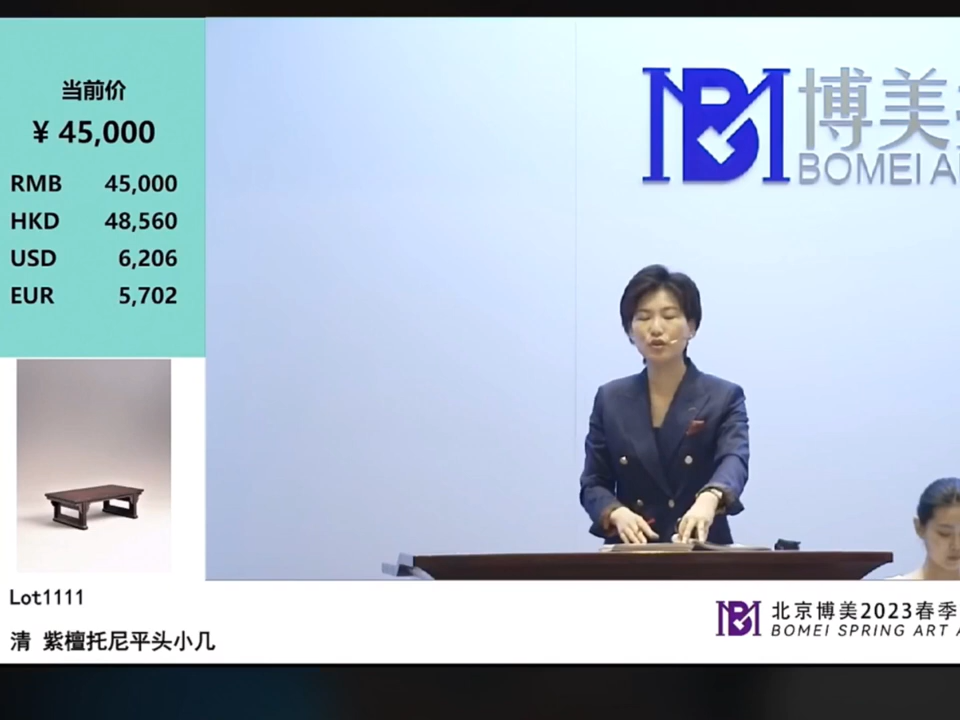 当前价
¥ 45,000
RMB 45,000
HKD 48,560
USD 6,206
EUR 5,702
博美
BOMEI A
Lot1111
清 紫檀托尼平头小几
北京博美2023春季
BOMEI SPRING ART A